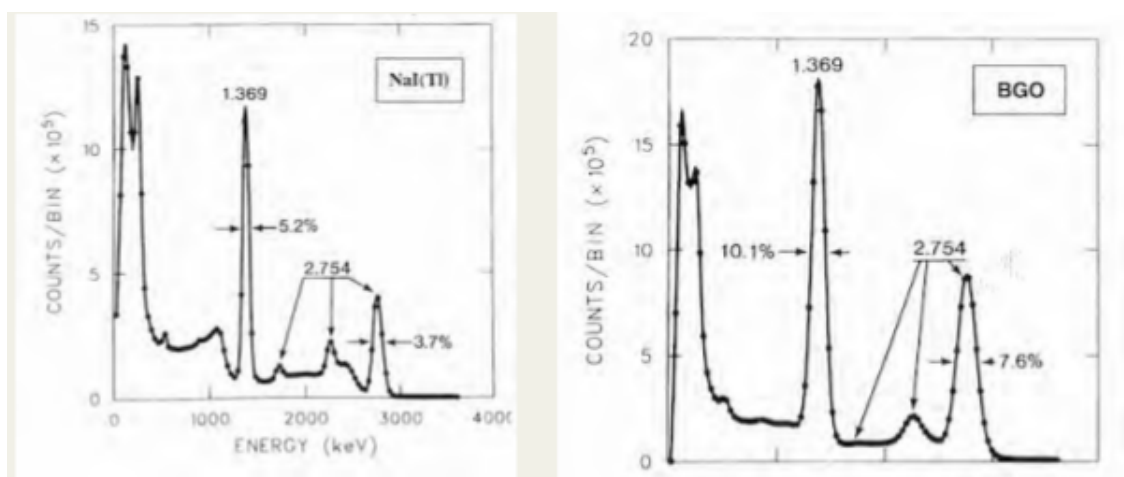 15
NaI(Tl)
1.369
10
5.2%
2.754
5
3.7%
0
0 1000 2000 3000 4000
ENERGY (keV)
COUNTS/BIN (× 10⁵)
20
1.369
BGO
15
10.1%
2.754
10
5
7.6%
0
COUNTS/BIN (× 10⁵)